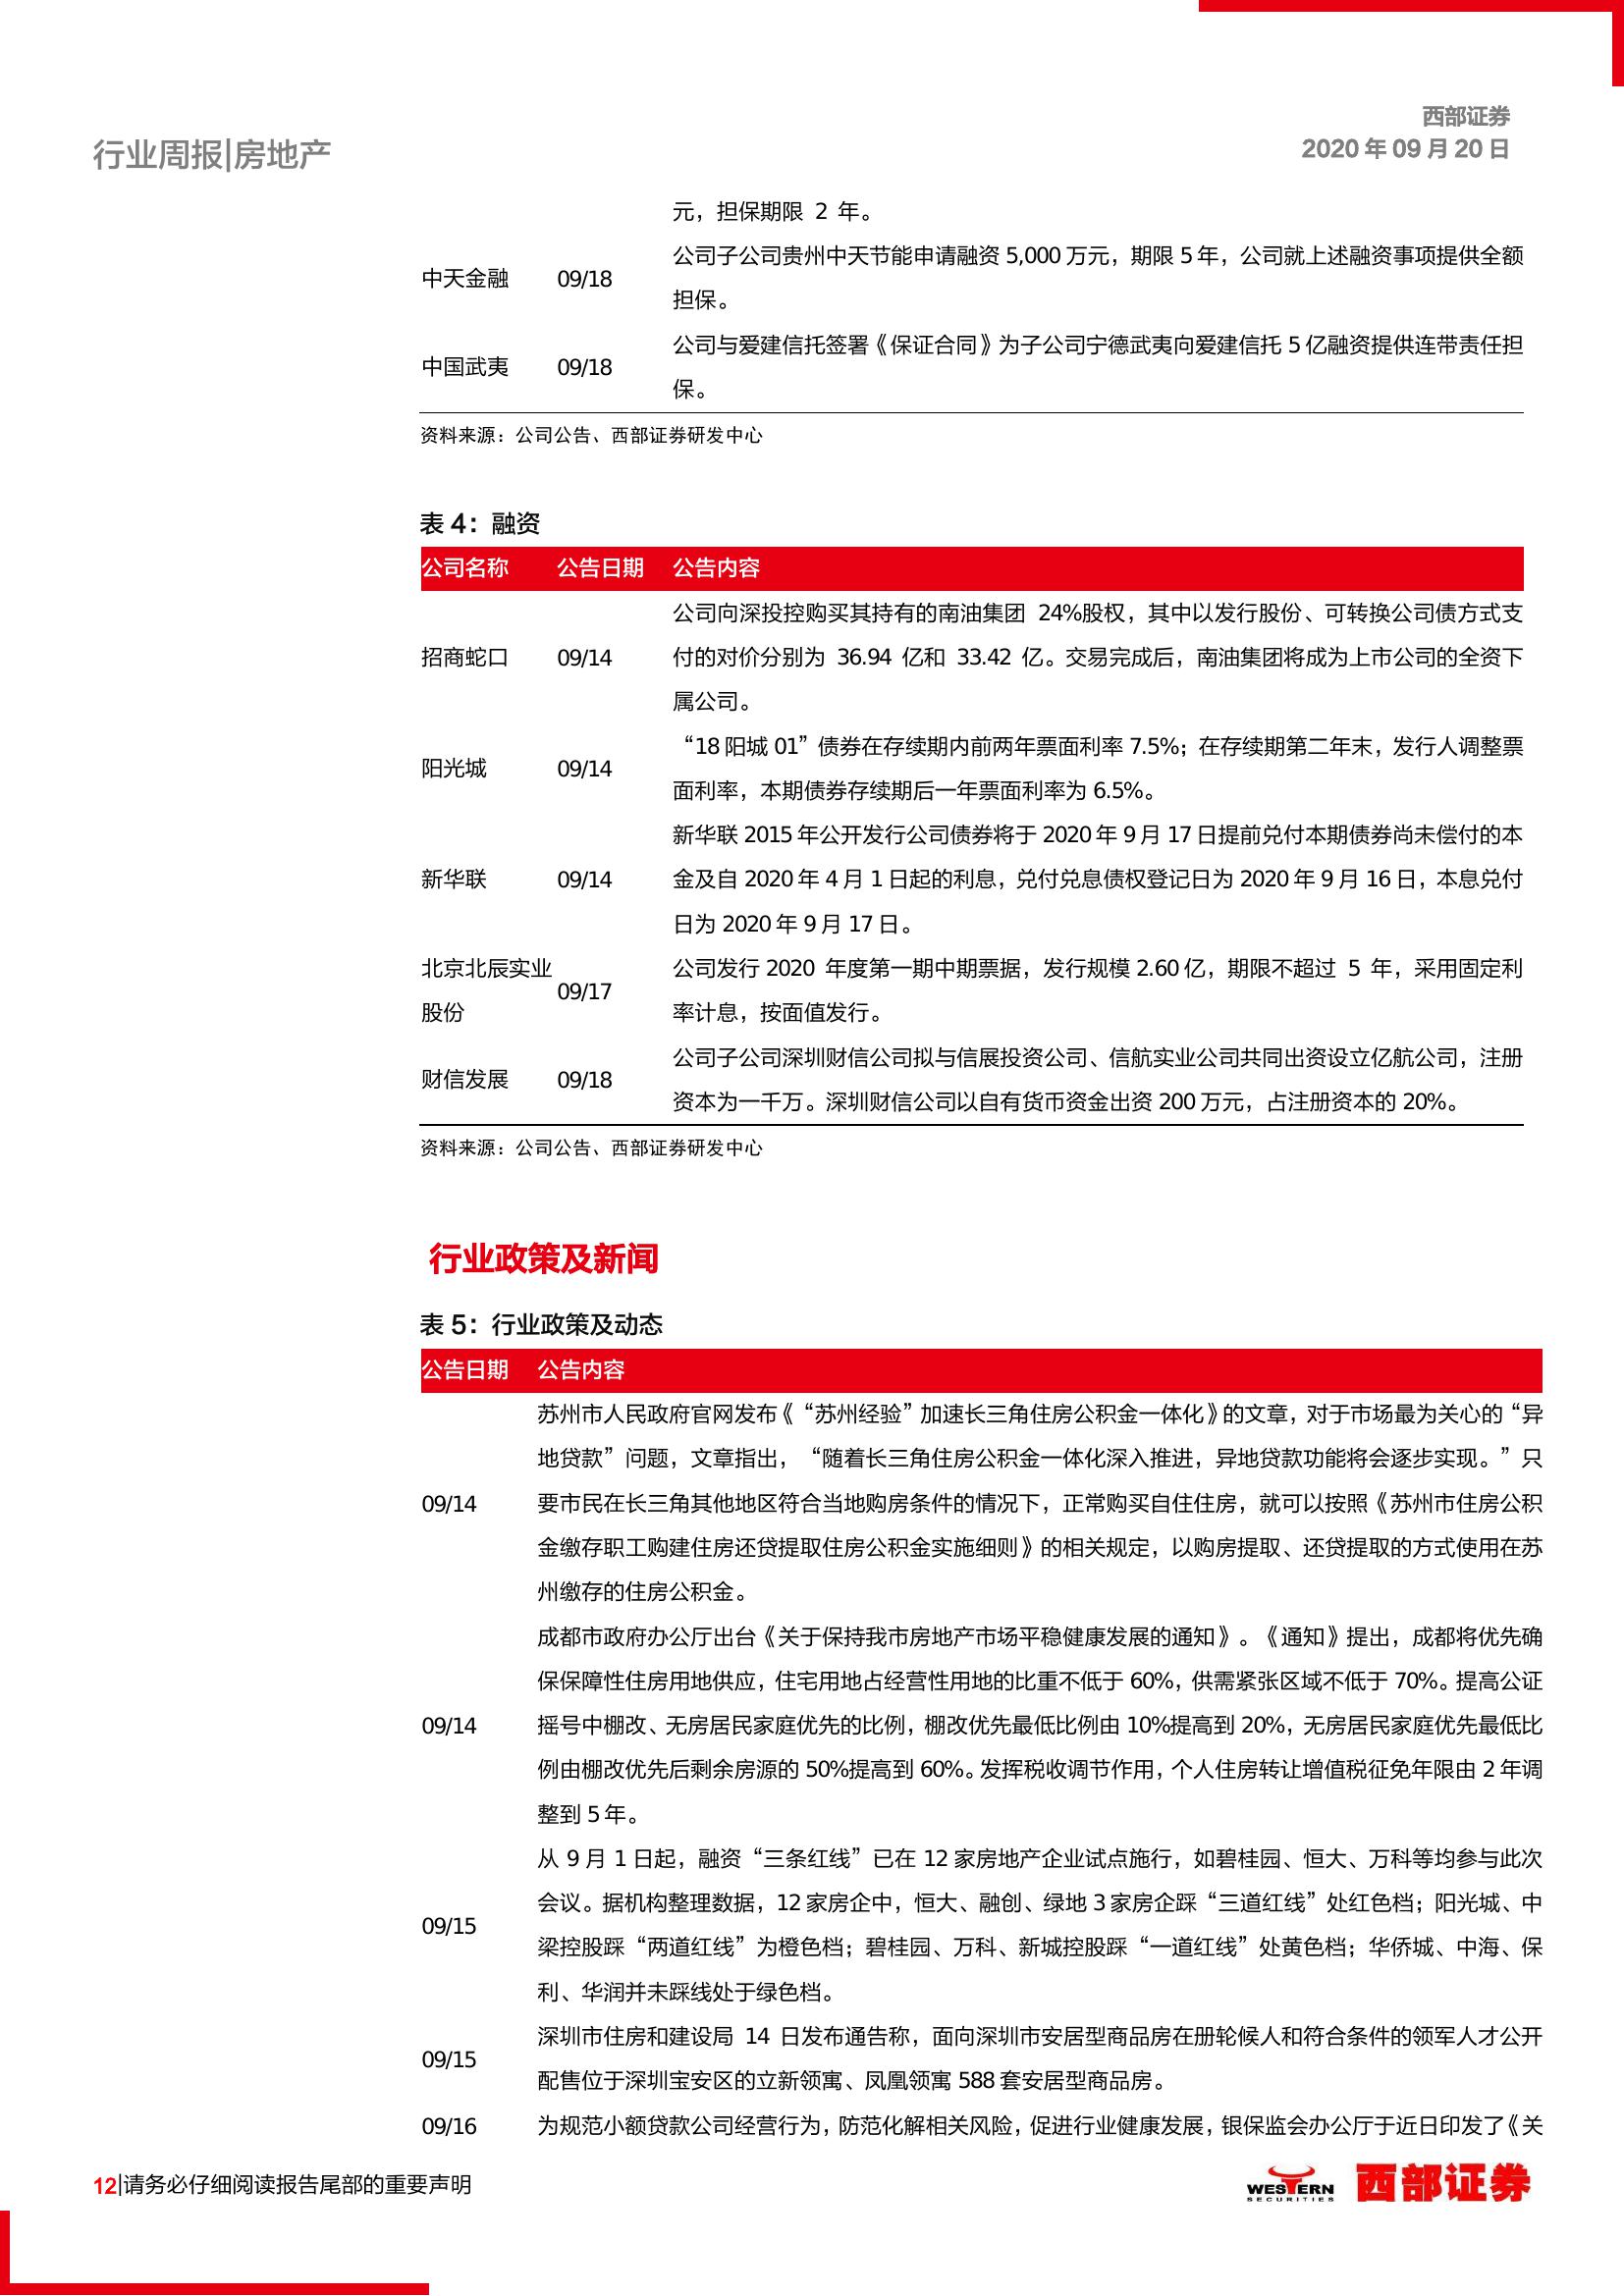 西部证券
行业周报|房地产
2020 年 09 月 20 日
元，担保期限 2 年。
中天金融 09/18 公司子公司贵州中天节能申请融资 5,000 万元，期限 5 年，公司就上述融资事项提供全额
担保。
中国武夷 09/18 公司与爱建信托签署《保证合同》为子公司宁德武夷向爱建信托 5 亿融资提供连带责任担
保。
资料来源：公司公告、西部证券研发中心
表 4：融资
公司名称 公告日期 公告内容
招商蛇口 09/14 公司向深投控购买其持有的南油集团 24%股权，其中以发行股份、可转换公司债方式支
付的对价分别为 36.94 亿和 33.42 亿。交易完成后，南油集团将成为上市公司的全资下
属公司。
阳光城 09/14 “18 阳城 01”债券在存续期内前两年票面利率 7.5%；在存续期第二年末，发行人调整票
面利率，本期债券存续期后一年票面利率为 6.5%。
新华联 09/14 新华联 2015 年公开发行公司债券将于 2020 年 9 月 17 日提前兑付本期债券尚未偿付的本
金及自 2020 年 4 月 1 日起的利息，兑付兑息债权登记日为 2020 年 9 月 16 日，本息兑付
日为 2020 年 9 月 17 日。
北京北辰实业
股份 09/17 公司发行 2020 年度第一期中期票据，发行规模 2.60 亿，期限不超过 5 年，采用固定利
率计息，按面值发行。
财信发展 09/18 公司子公司深圳财信公司拟与信展投资公司、信航实业公司共同出资设立亿航公司，注册
资本为一千万。深圳财信公司以自有货币资金出资 200 万元，占注册资本的 20%。
资料来源：公司公告、西部证券研发中心
行业政策及新闻
表 5：行业政策及动态
公告日期 公告内容
09/14 苏州市人民政府官网发布《“苏州经验”加速长三角住房公积金一体化》的文章，对于市场最为关心的“异
地贷款”问题，文章指出，“随着长三角住房公积金一体化深入推进，异地贷款功能将会逐步实现。”只
要市民在长三角其他地区符合当地购房条件的情况下，正常购买自住住房，就可以按照《苏州市住房公积
金缴存职工购建住房还贷提取住房公积金实施细则》的相关规定，以购房提取、还贷提取的方式使用在苏
州缴存的住房公积金。
09/14 成都市政府办公厅出台《关于保持我市房地产市场平稳健康发展的通知》。《通知》提出，成都将优先确
保保障性住房用地供应，住宅用地占经营性用地的比重不低于 60%，供需紧张区域不低于 70%。提高公证
摇号中棚改、无房居民家庭优先的比例，棚改优先最低比例由 10%提高到 20%，无房居民家庭优先最低比
例由棚改优先后剩余房源的 50%提高到 60%。发挥税收调节作用，个人住房转让增值税征免年限由 2 年调
整到 5 年。
09/15 从 9 月 1 日起，融资“三条红线”已在 12 家房地产企业试点施行，如碧桂园、恒大、万科等均参与此次
会议。据机构整理数据，12 家房企中，恒大、融创、绿地 3 家房企踩“三道红线”处红色档；阳光城、中
梁控股踩“两道红线”为橙色档；碧桂园、万科、新城控股踩“一道红线”处黄色档；华侨城、中海、保
利、华润并未踩线处于绿色档。
09/15 深圳市住房和建设局 14 日发布通告称，面向深圳市安居型商品房在册轮候人和符合条件的领军人才公开
配售位于深圳宝安区的立新领寓、凤凰领寓 588 套安居型商品房。
09/16 为规范小额贷款公司经营行为，防范化解相关风险，促进行业健康发展，银保监会办公厅于近日印发了《关
12|请务必仔细阅读报告尾部的重要声明
WESTERN
SECURITIES
西部证券